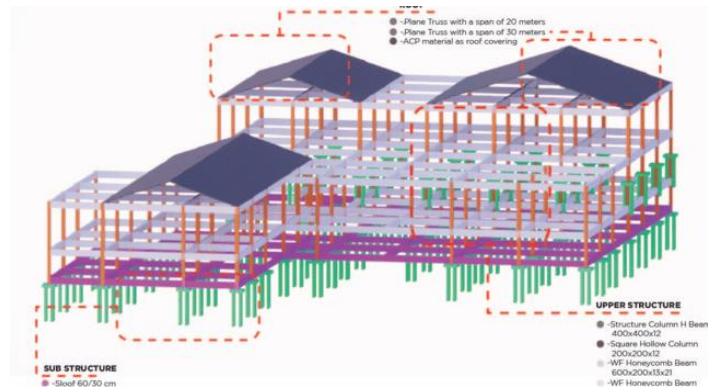 -Plane Truss with a span of 20 meters
-Plane Truss with a span of 30 meters
-ACP material as roof covering
UPPER STRUCTURE
-Structure Column H Beam
400x400x12
-Square Hollow Column
200x200x12
-WF Honeycomb Beam
600x200x13x21
-WF Honeycomb Beam
SUB STRUCTURE
-Sloof 60/30 cm